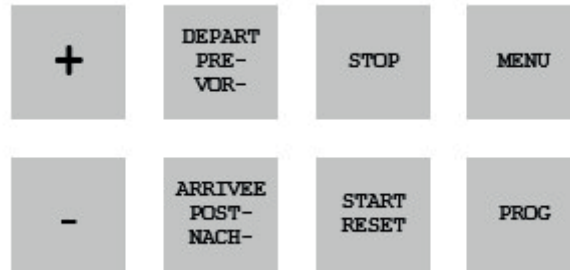 +
DEPART
PRE-
VOR-
STOP
MENU
-
ARRIVEE
POST-
NACH-
START
RESET
PROG